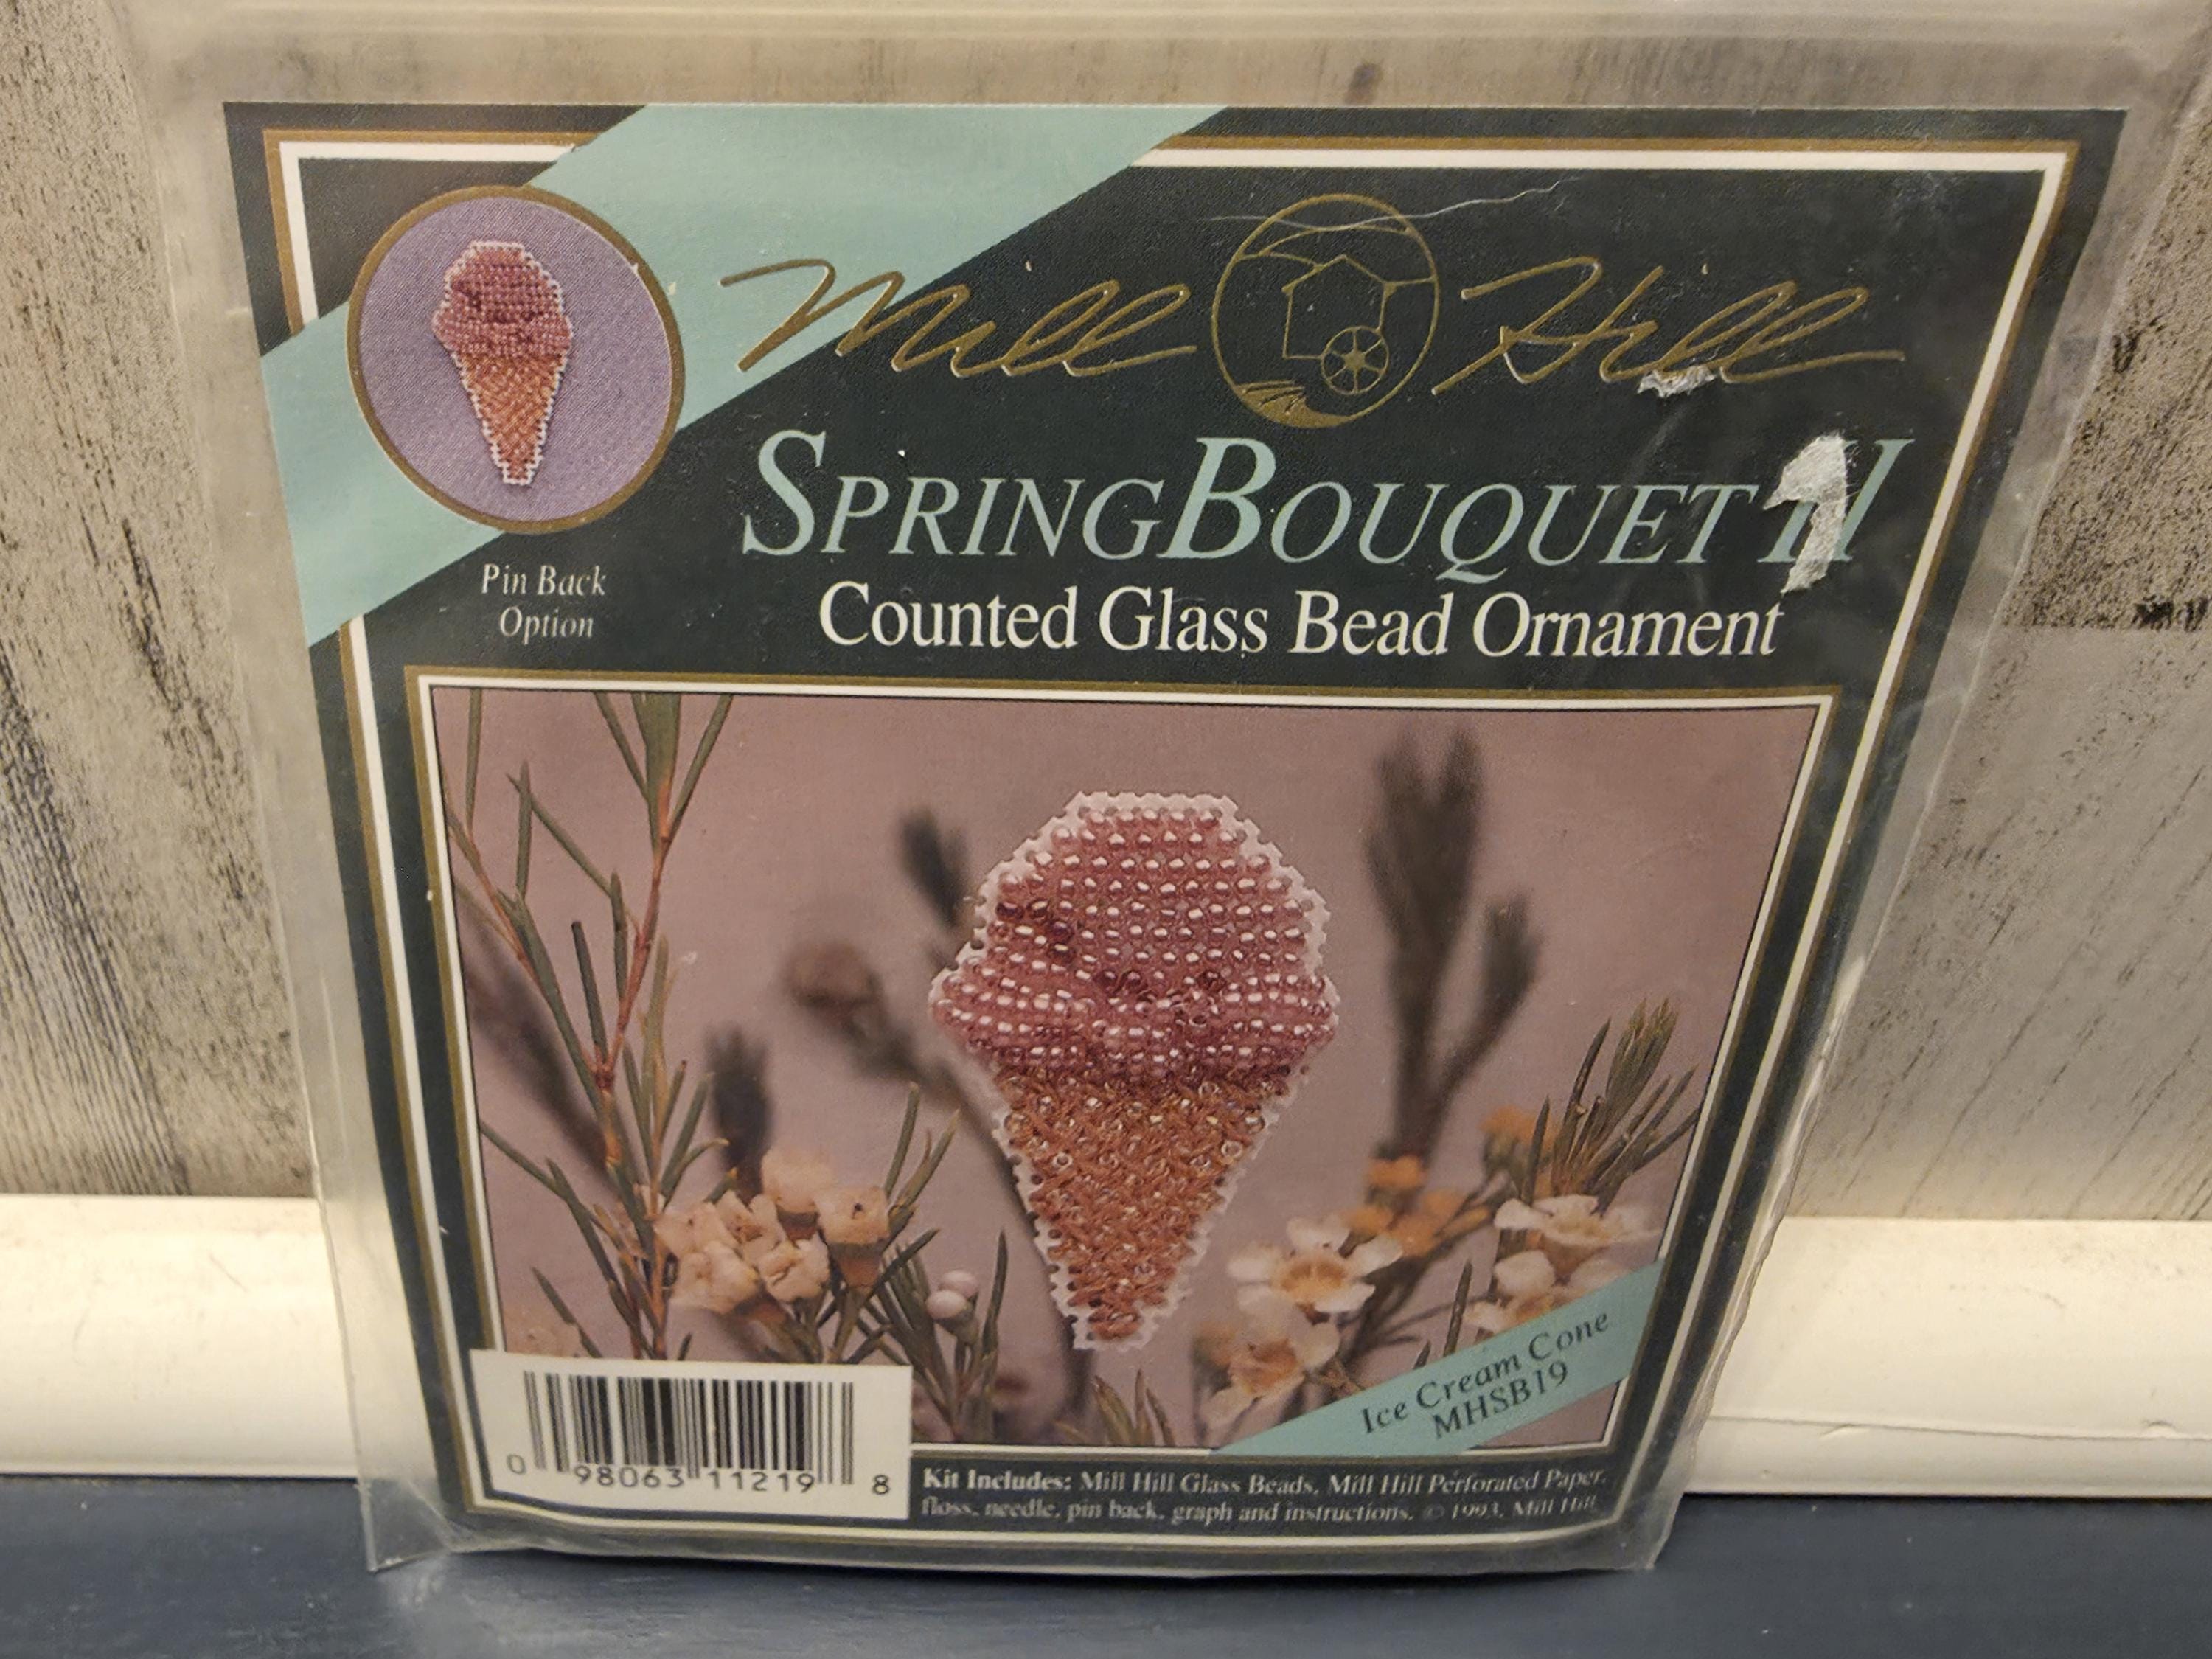 Mill Hill
SPRING BOUQUET II
Counted Glass Bead Ornament
Pin Back
Option
Ice Cream Cone
MHSB19
0 98063 11219 8
Kit Includes: Mill Hill Glass Beads, Mill Hill Perforated Paper,
floss, needle, pin back, graph and instructions. © 1993, Mill Hill